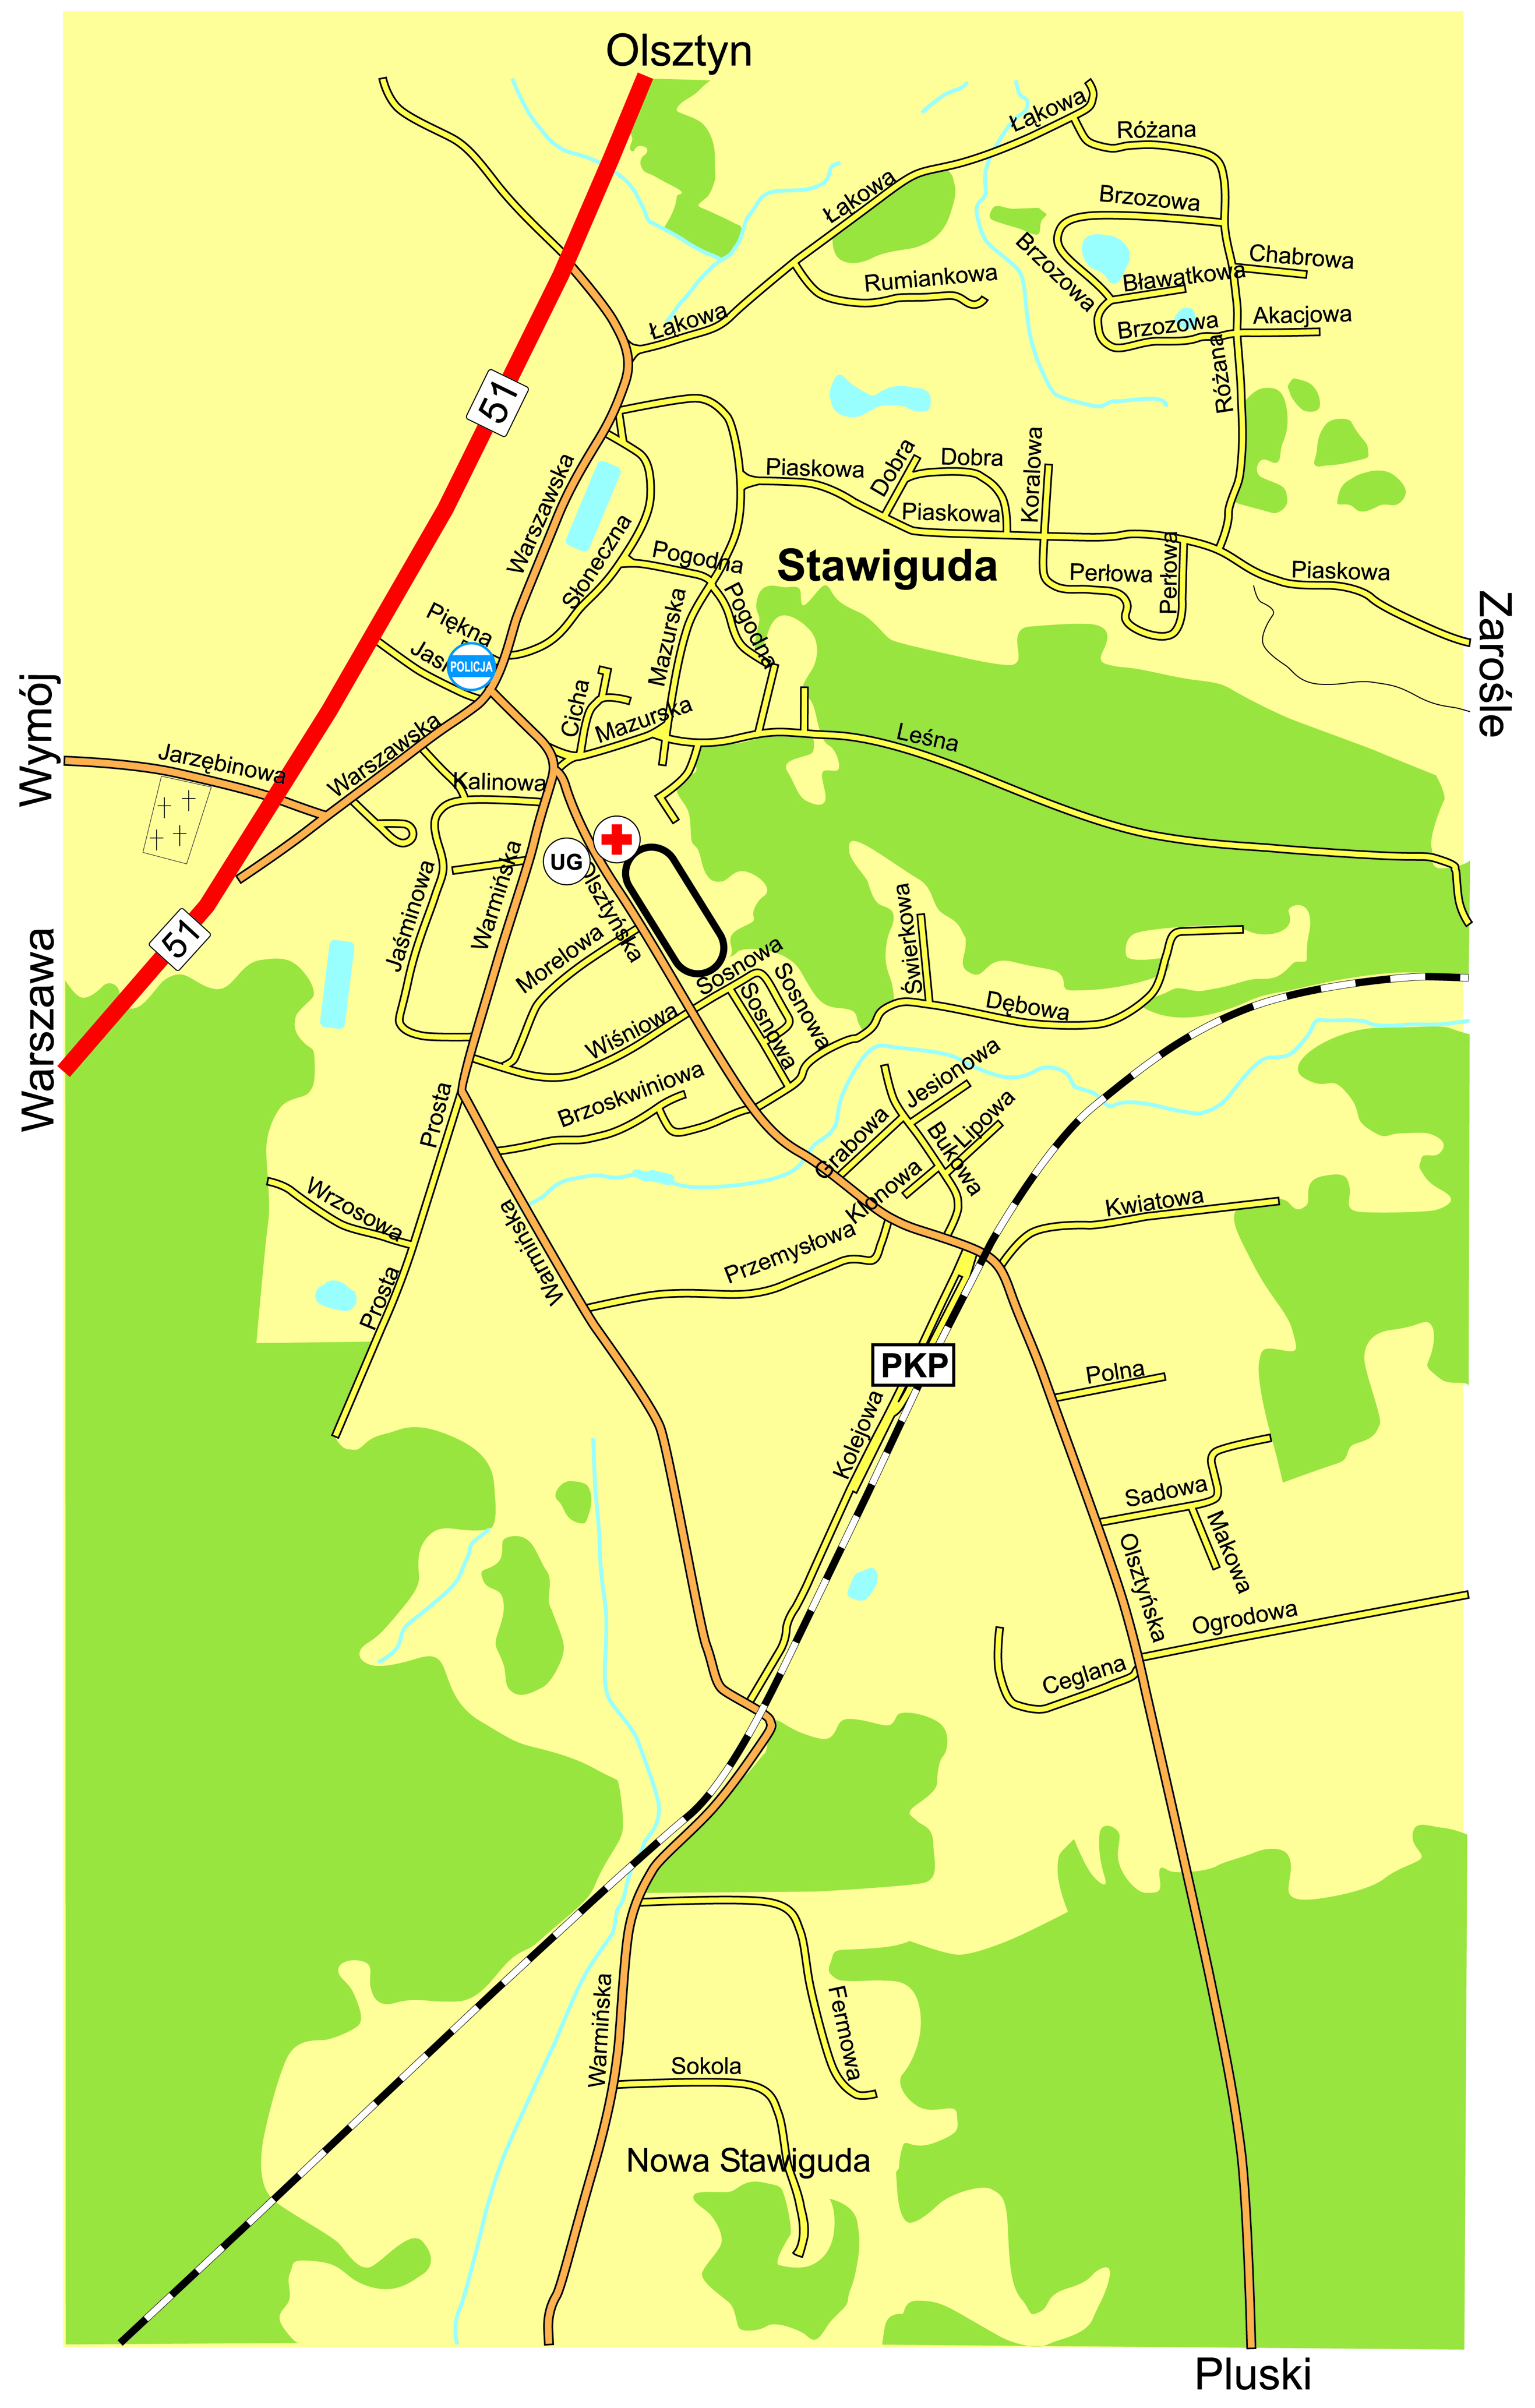 Olsztyn
Łąkowa
Różana
Łąkowa
Brzozowa
Brzozowa
Chabrowa
Rumiankowa
Bławatkowa
Łąkowa
Brzozowa
Akacjowa
Różana
51
Warszawska
Piaskowa
Dobra
Dobra
Koralowa
Piaskowa
Słoneczna
Pogodna
Stawiguda
Perłowa
Perłowa
Piaskowa
Zarośle
Piękna
POLICJA
Mazurska
Pogodna
Wymój
Cicha
Mazurska
Leśna
Jarzębinowa
Warszawska
Kalinowa
UG
Olsztyńska
Warmińska
Jaśminowa
51
Warszawa
Morelowa
Sosnowa
Sosnowa
Sosnowa
Świerkowa
Dębowa
Wiśniowa
Brzoskwiniowa
Prosta
Jesionowa
Grabowa
Lipowa
Bukowa
Klonowa
Wrzosowa
Warmińska
Przemysłowa
Kwiatowa
Prosta
PKP
Polna
Kolejowa
Sadowa
Makowa
Olsztyńska
Ogrodowa
Ceglana
Warmińska
Fermowa
Sokola
Nowa Stawiguda
Pluski